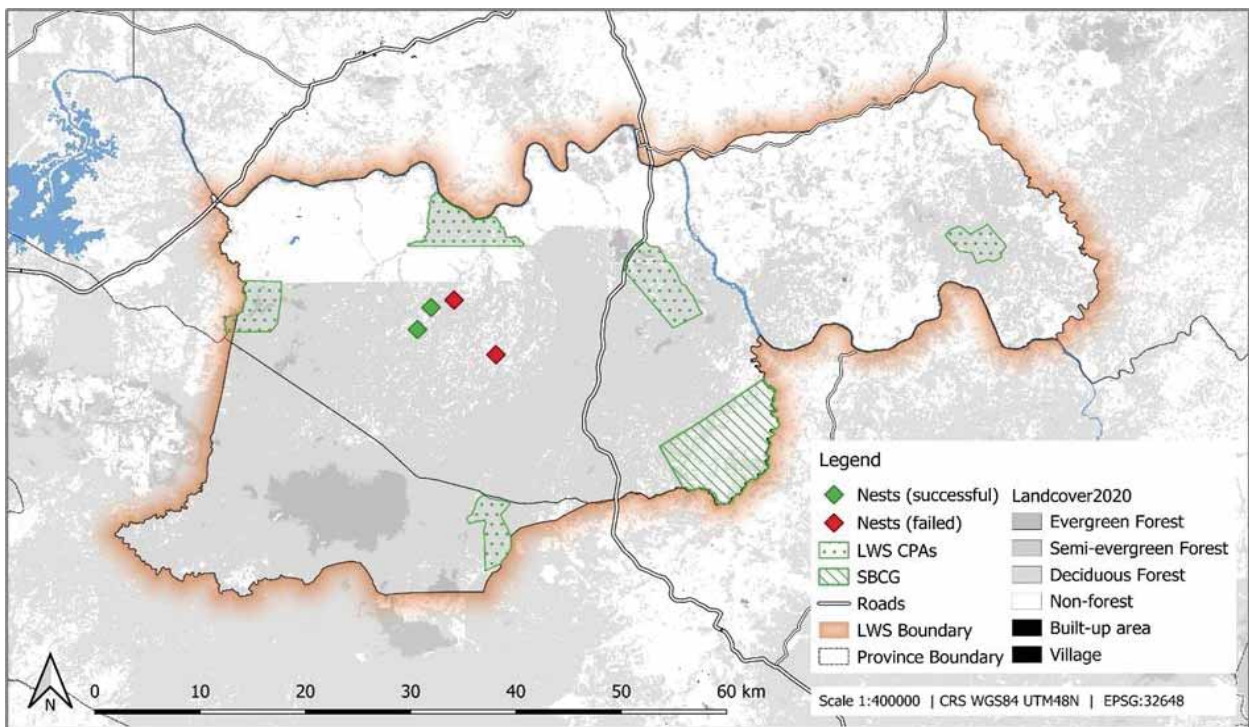 Legend
Nests (successful)
Nests (failed)
LWS CPAs
SBCG
Roads
LWS Boundary
Province Boundary
Landcover2020
Evergreen Forest
Semi-evergreen Forest
Deciduous Forest
Non-forest
Built-up area
Village
N
0 10 20 30 40 50 60 km
Scale 1:400000 | CRS WGS84 UTM48N | EPSG:32648